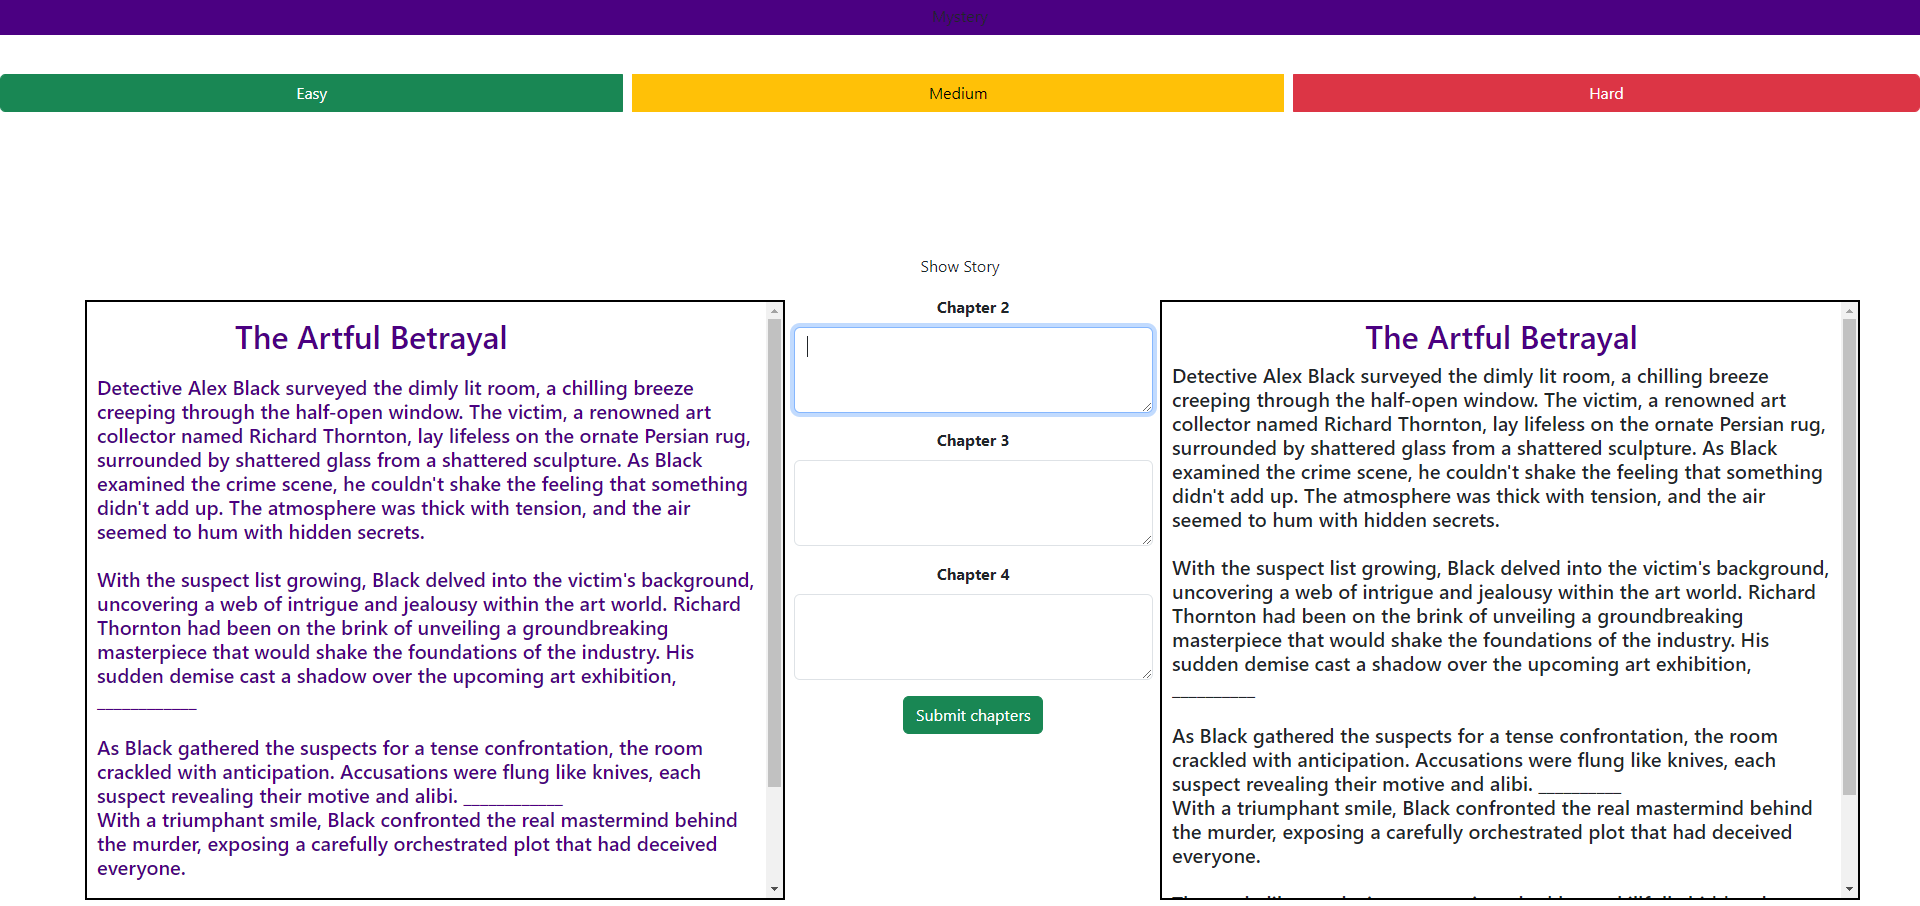 Easy
Medium
Hard
Show Story
The Artful Betrayal
Detective Alex Black surveyed the dimly lit room, a chilling breeze
creeping through the half-open window. The victim, a renowned art
collector named Richard Thornton, lay lifeless on the ornate Persian rug,
surrounded by shattered glass from a shattered sculpture. As Black
examined the crime scene, he couldn't shake the feeling that something
didn't add up. The atmosphere was thick with tension, and the air
seemed to hum with hidden secrets.
With the suspect list growing, Black delved into the victim's background,
uncovering a web of intrigue and jealousy within the art world. Richard
Thornton had been on the brink of unveiling a groundbreaking
masterpiece that would shake the foundations of the industry. His
sudden demise cast a shadow over the upcoming art exhibition,
____________
As Black gathered the suspects for a tense confrontation, the room
crackled with anticipation. Accusations were flung like knives, each
suspect revealing their motive and alibi. ____________
With a triumphant smile, Black confronted the real mastermind behind
the murder, exposing a carefully orchestrated plot that had deceived
everyone.
Chapter 2
Chapter 3
Chapter 4
Submit chapters
The Artful Betrayal
Detective Alex Black surveyed the dimly lit room, a chilling breeze
creeping through the half-open window. The victim, a renowned art
collector named Richard Thornton, lay lifeless on the ornate Persian rug,
surrounded by shattered glass from a shattered sculpture. As Black
examined the crime scene, he couldn't shake the feeling that something
didn't add up. The atmosphere was thick with tension, and the air
seemed to hum with hidden secrets.
With the suspect list growing, Black delved into the victim's background,
uncovering a web of intrigue and jealousy within the art world. Richard
Thornton had been on the brink of unveiling a groundbreaking
masterpiece that would shake the foundations of the industry. His
sudden demise cast a shadow over the upcoming art exhibition,
__________
As Black gathered the suspects for a tense confrontation, the room
crackled with anticipation. Accusations were flung like knives, each
suspect revealing their motive and alibi. __________
With a triumphant smile, Black confronted the real mastermind behind
the murder, exposing a carefully orchestrated plot that had deceived
everyone.